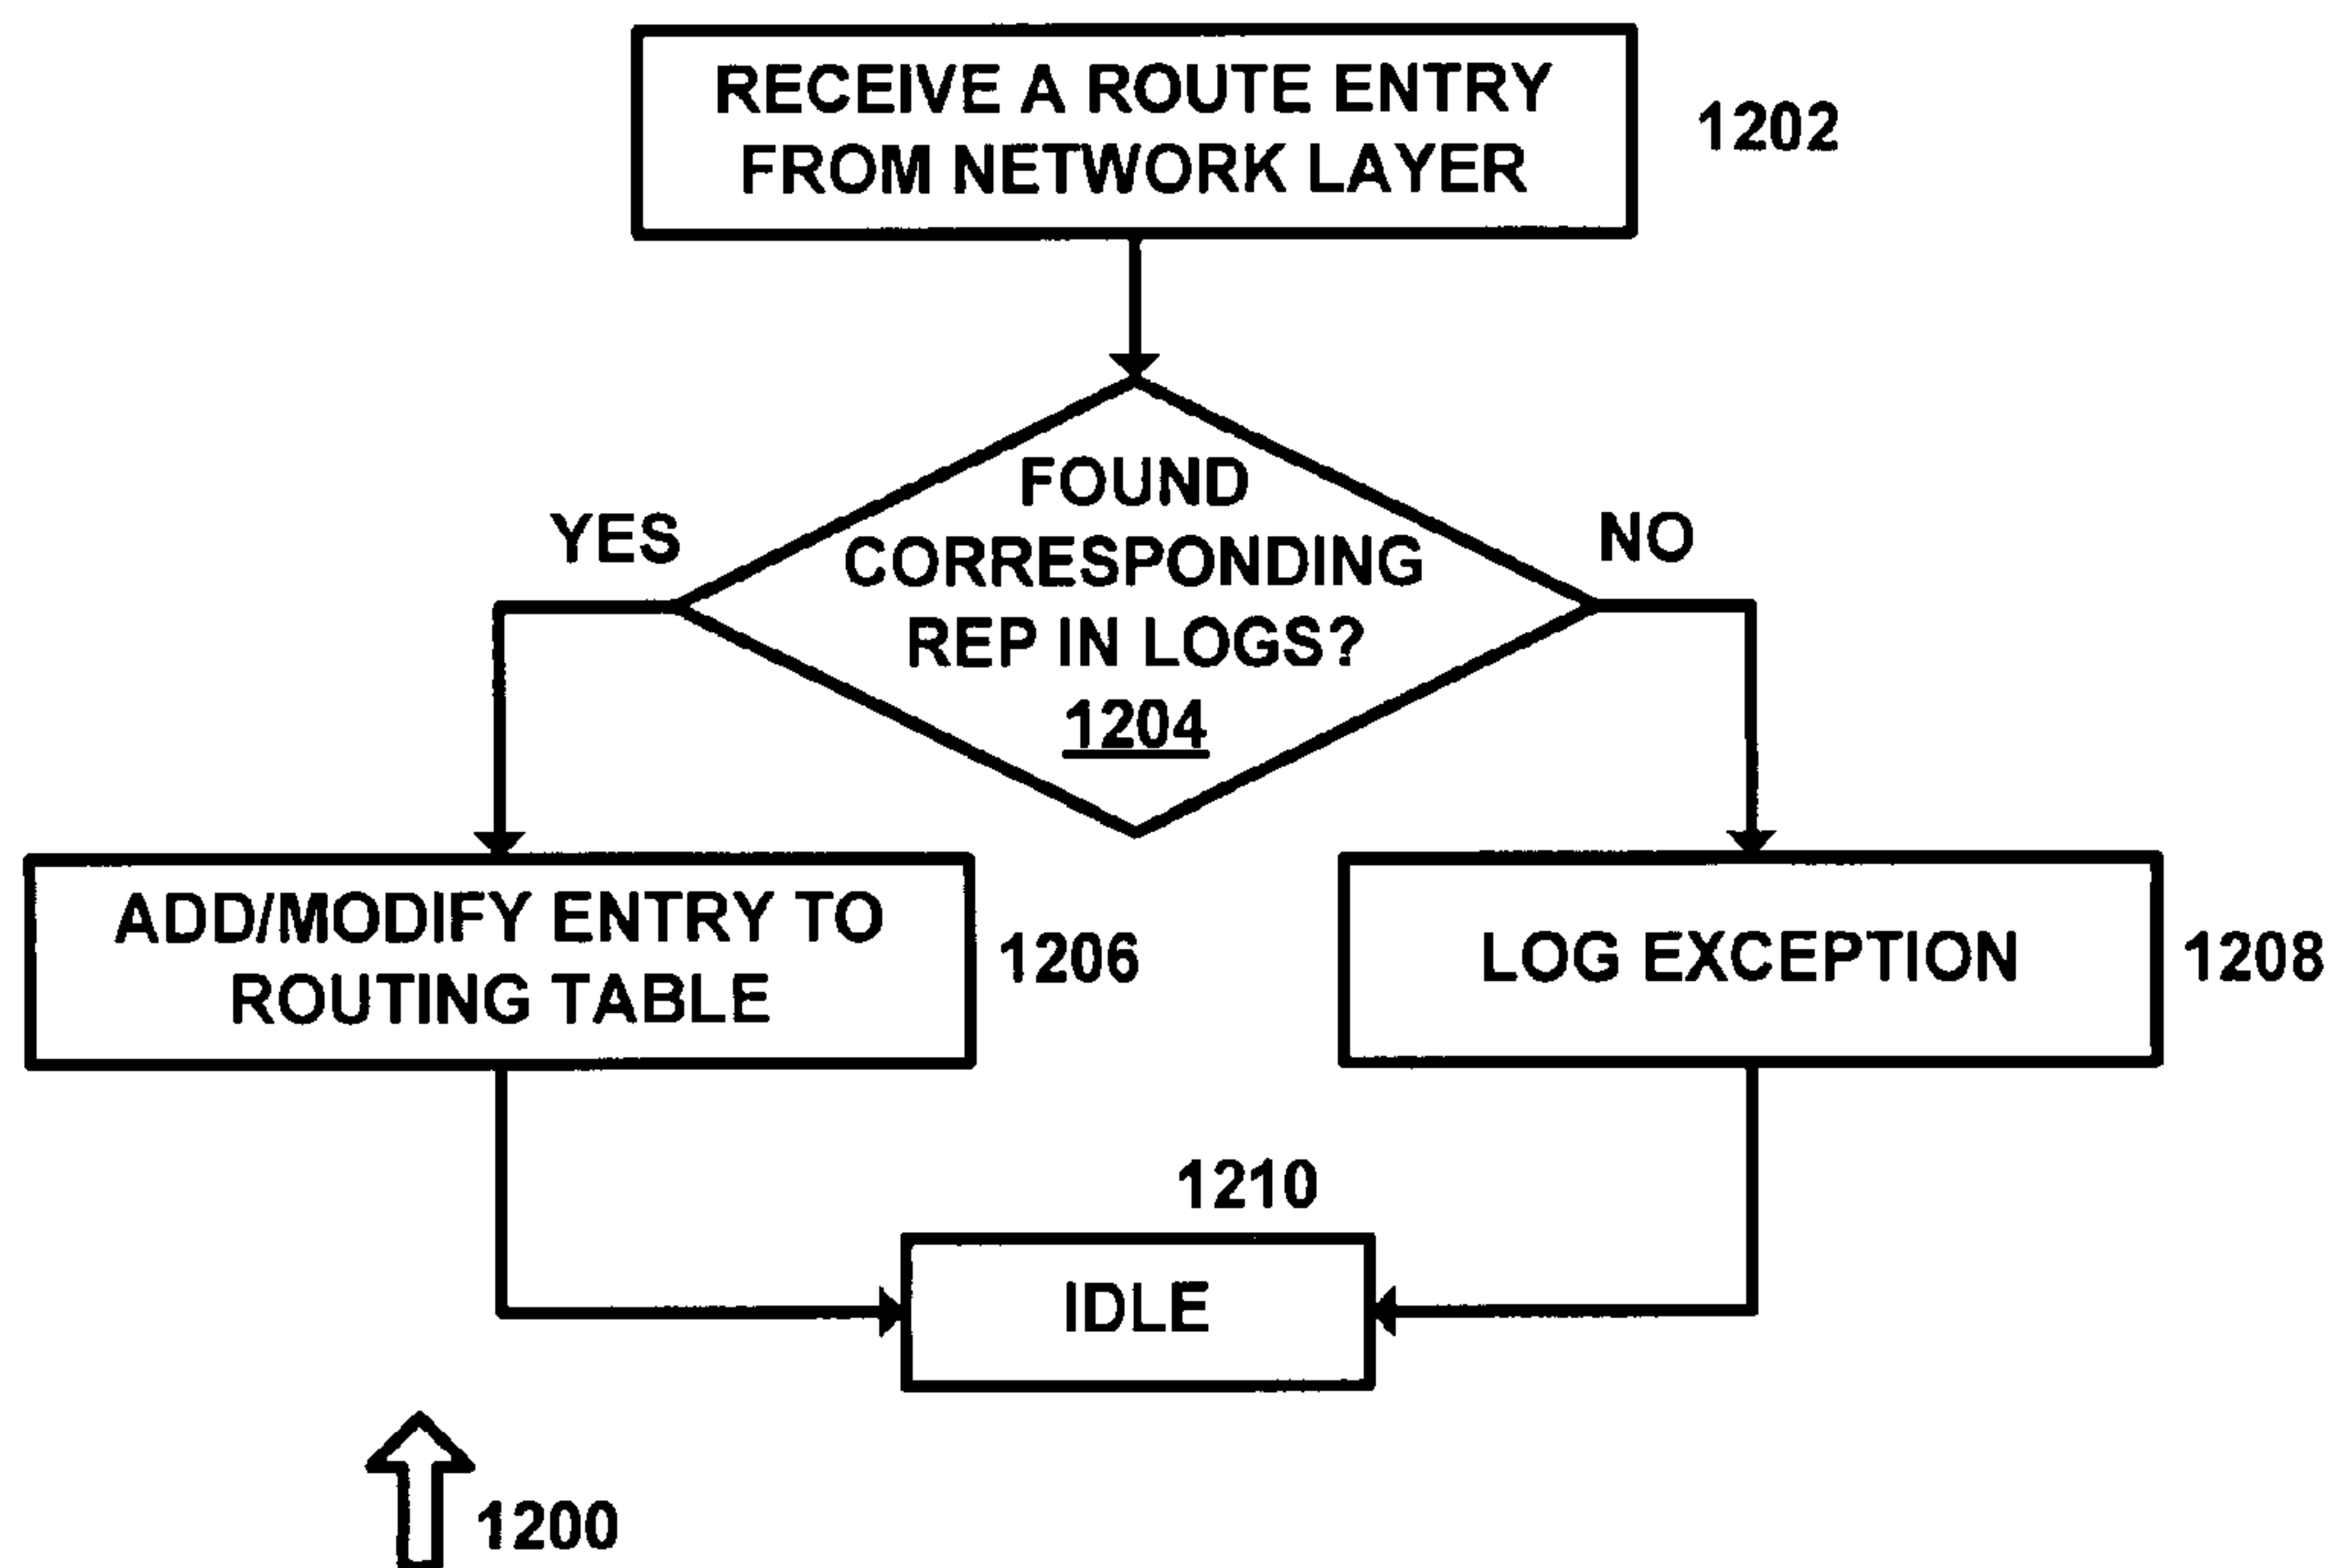 RECEIVE A ROUTE ENTRY
FROM NETWORK LAYER
1202
FOUND
CORRESPONDING
REP IN LOGS?
1204
YES
NO
ADD/MODIFY ENTRY TO
ROUTING TABLE
1206
LOG EXCEPTION
1208
1210
IDLE
1200